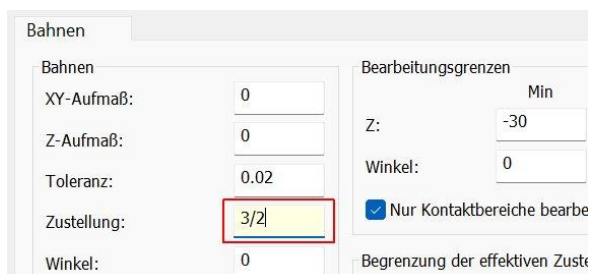 Bahnen
Bahnen
XY-Aufmaß: 0
Z-Aufmaß: 0
Toleranz: 0.02
Zustellung: 3/2
Winkel: 0
Bearbeitungsgrenzen
Min
Z: -30
Winkel: 0
Nur Kontaktbereiche bearbe
Begrenzung der effektiven Zuste